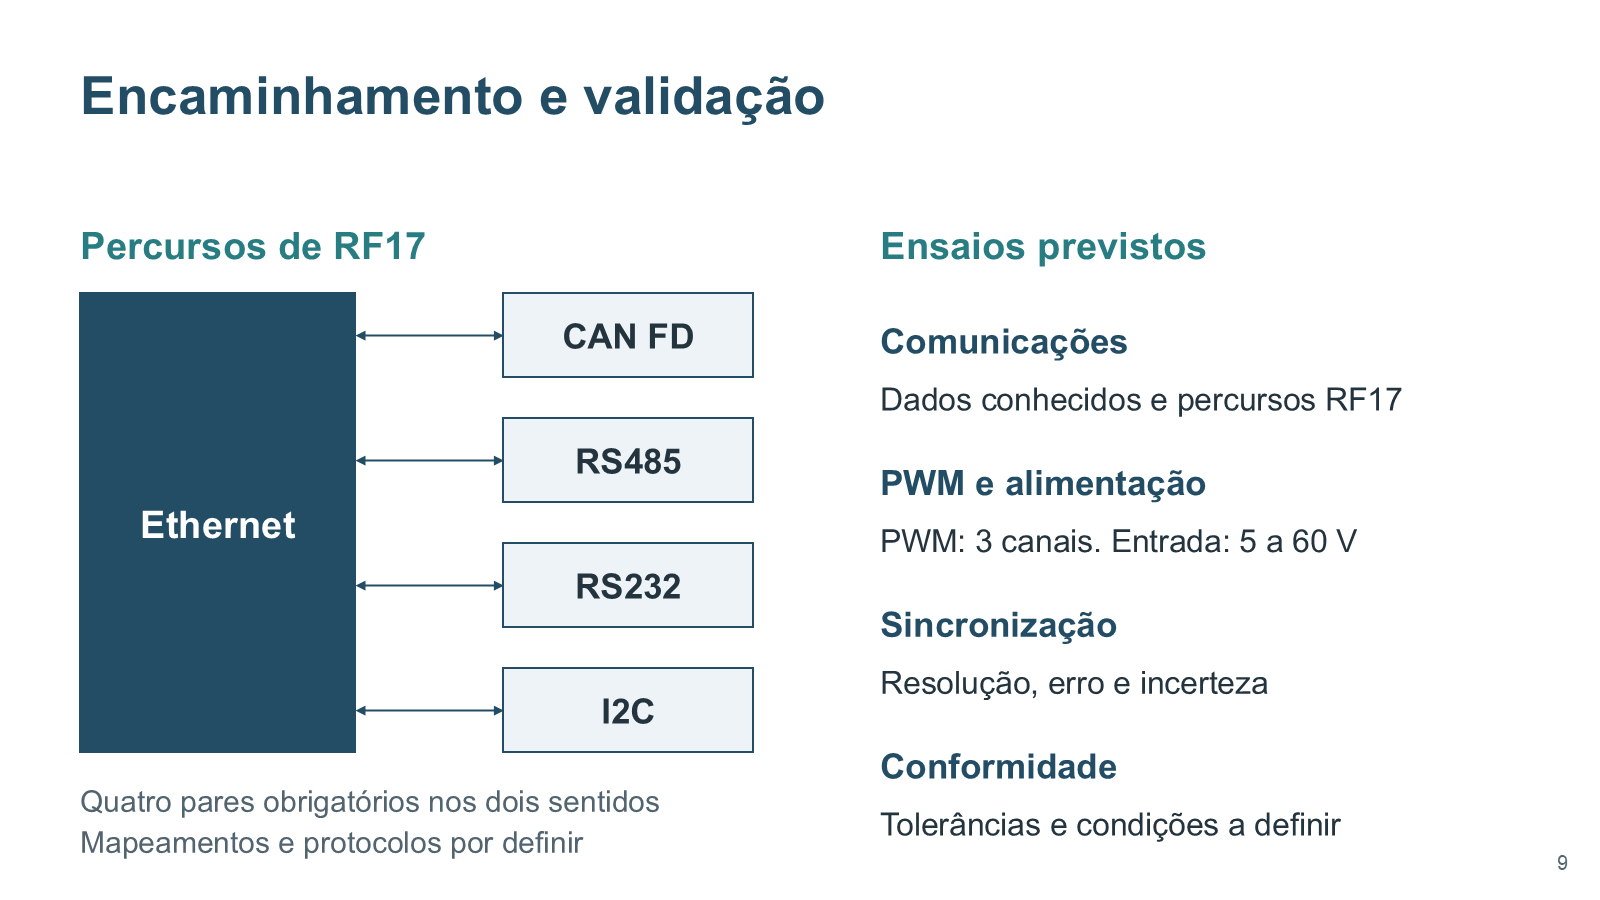 Encaminhamento e validação
Percursos de RF17
Ethernet
CAN FD
RS485
RS232
I2C
Quatro pares obrigatórios nos dois sentidos
Mapeamentos e protocolos por definir
Ensaios previstos
Comunicações
Dados conhecidos e percursos RF17
PWM e alimentação
PWM: 3 canais. Entrada: 5 a 60 V
Sincronização
Resolução, erro e incerteza
Conformidade
Tolerâncias e condições a definir
9